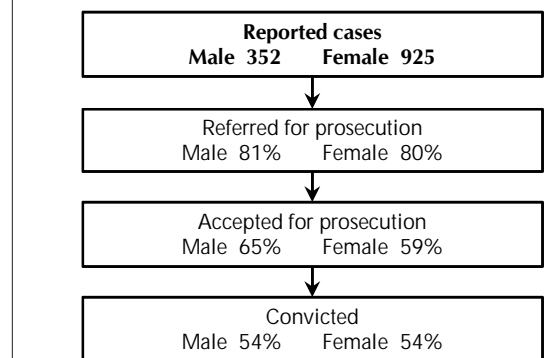 Reported cases
Male 352 Female 925
Referred for prosecution
Male 81% Female 80%
Accepted for prosecution
Male 65% Female 59%
Convicted
Male 54% Female 54%